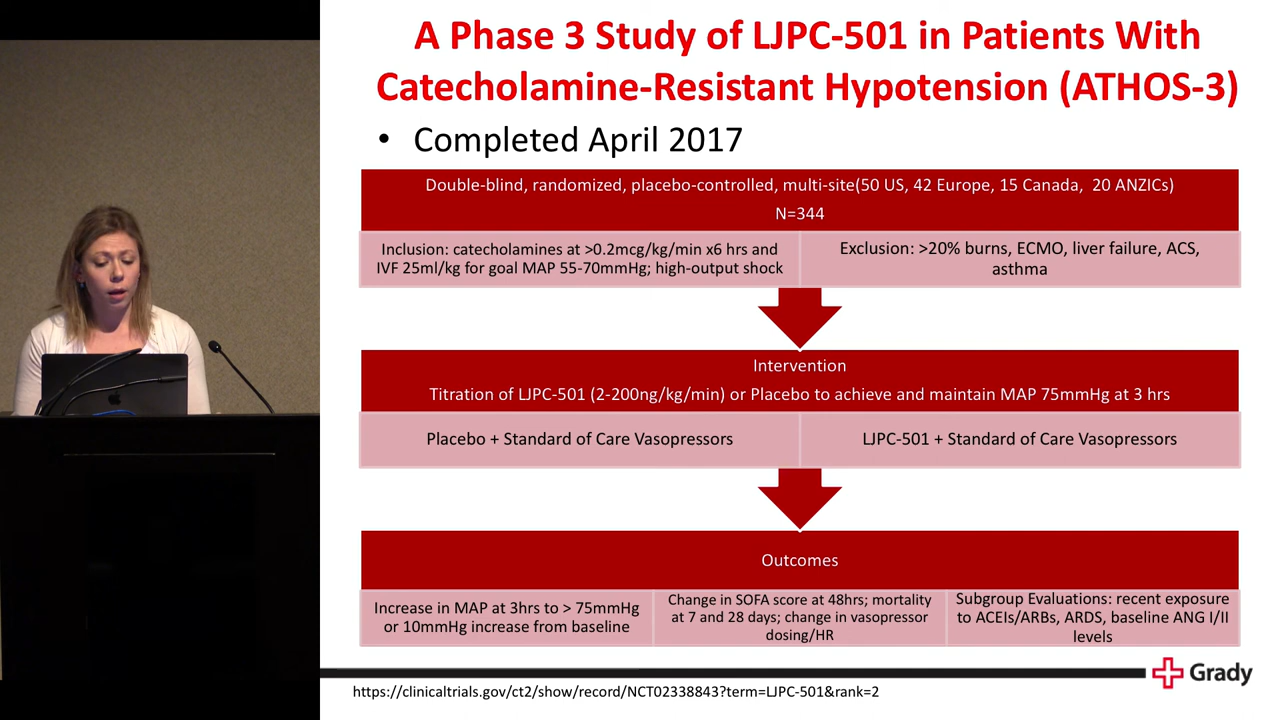 A Phase 3 Study of LJPC-501 in Patients With
Catecholamine-Resistant Hypotension (ATHOS-3)
• Completed April 2017
Double-blind, randomized, placebo-controlled, multi-site(50 US, 42 Europe, 15 Canada, 20 ANZICs)
N=344
Inclusion: catecholamines at >0.2mcg/kg/min x6 hrs and
IVF 25ml/kg for goal MAP 55-70mmHg; high-output shock
Exclusion: >20% burns, ECMO, liver failure, ACS,
asthma
Intervention
Titration of LJPC-501 (2-200ng/kg/min) or Placebo to achieve and maintain MAP 75mmHg at 3 hrs
Placebo + Standard of Care Vasopressors
LJPC-501 + Standard of Care Vasopressors
Outcomes
Increase in MAP at 3hrs to > 75mmHg
or 10mmHg increase from baseline
Change in SOFA score at 48hrs; mortality
at 7 and 28 days; change in vasopressor
dosing/HR
Subgroup Evaluations: recent exposure
to ACEIs/ARBs, ARDS, baseline ANG I/II
levels
Grady
https://clinicaltrials.gov/ct2/show/record/NCT02338843?term=LJPC-501&rank=2